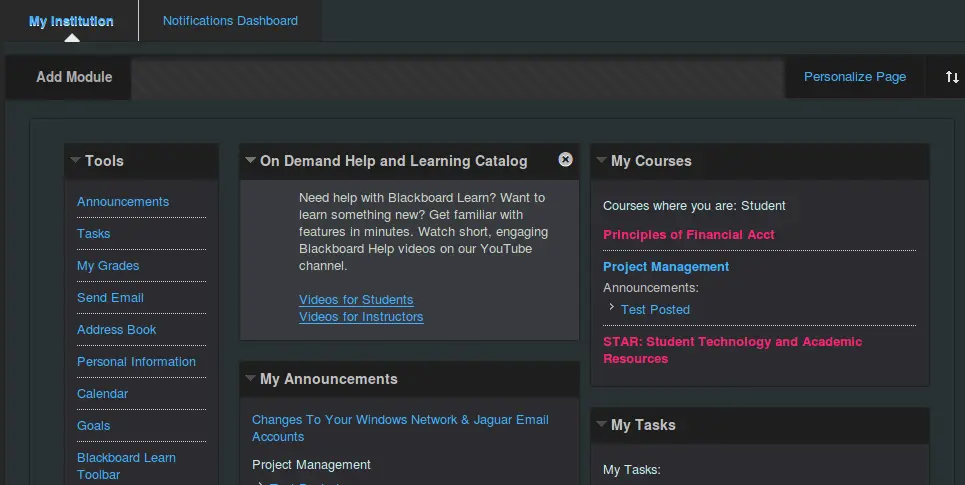 My Institution
Notifications Dashboard
Add Module
Personalize Page
Tools
Announcements
Tasks
My Grades
Send Email
Address Book
Personal Information
Calendar
Goals
Blackboard Learn
Toolbar
On Demand Help and Learning Catalog
Need help with Blackboard Learn? Want to
learn something new? Get familiar with
features in minutes. Watch short, engaging
Blackboard Help videos on our YouTube
channel.
Videos for Students
Videos for Instructors
My Announcements
Changes To Your Windows Network & Jaguar Email
Accounts
Project Management
My Courses
Courses where you are: Student
Principles of Financial Acct
Project Management
Announcements:
Test Posted
STAR: Student Technology and Academic
Resources
My Tasks
My Tasks: